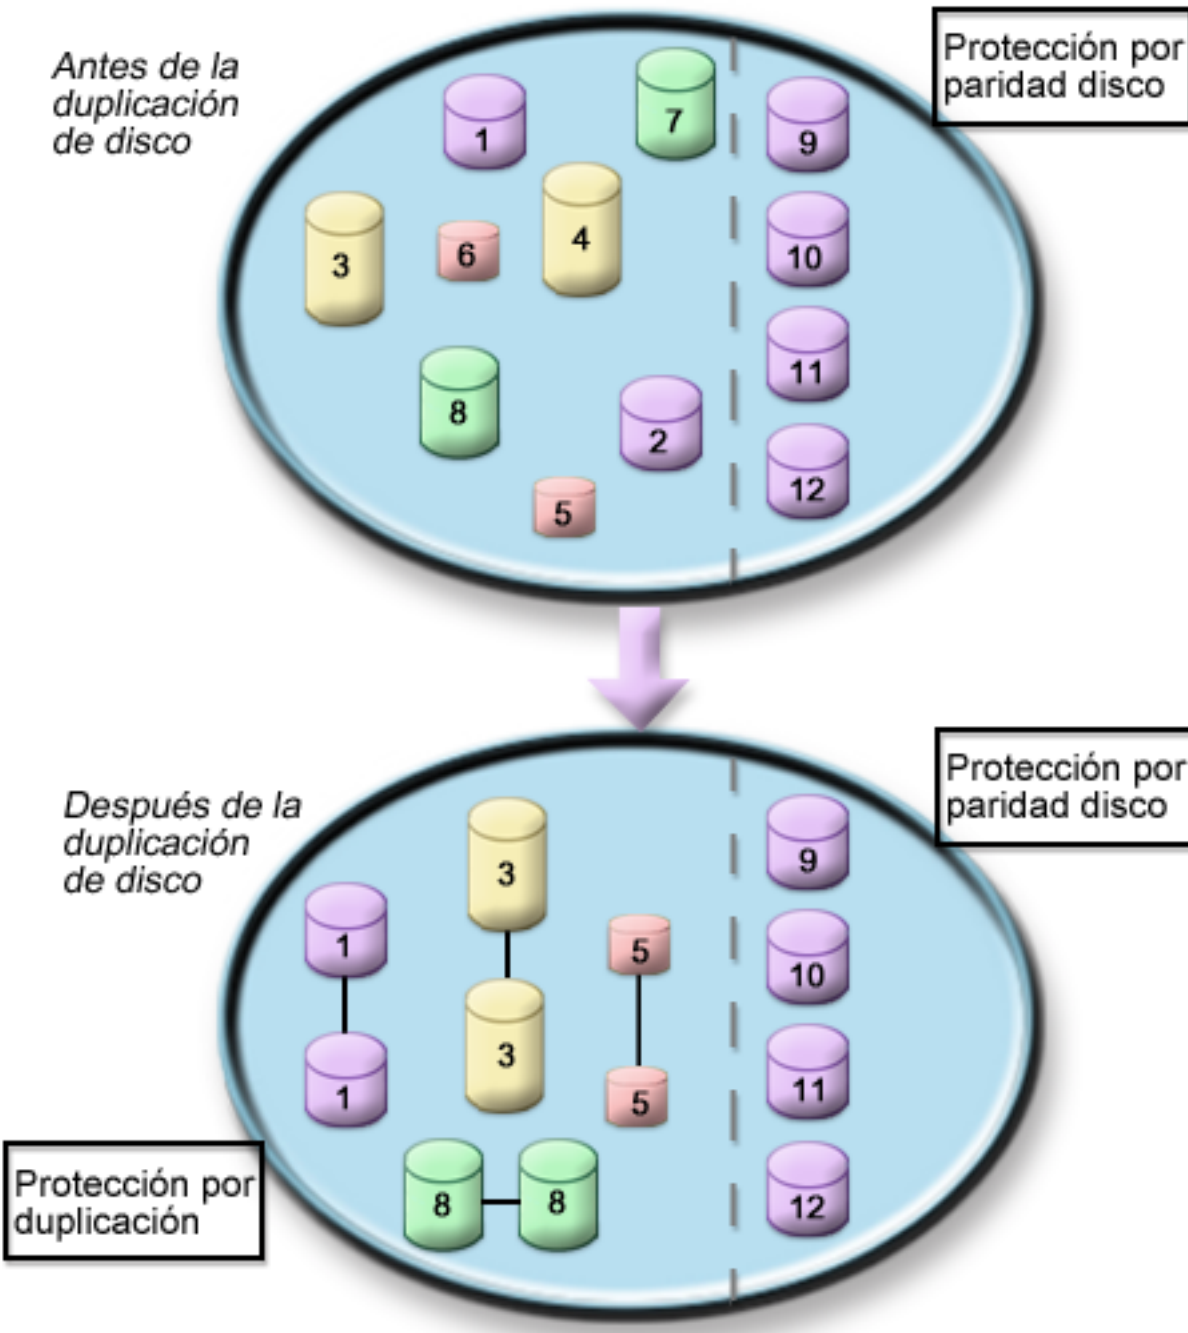 Antes de la
duplicación
de disco
Protección por
paridad disco
1
7
9
3
6
4
10
8
2
11
5
12
Después de la
duplicación
de disco
Protección por
paridad disco
3
9
1
5
10
3
1
5
11
Protección por
duplicación
8
8
12